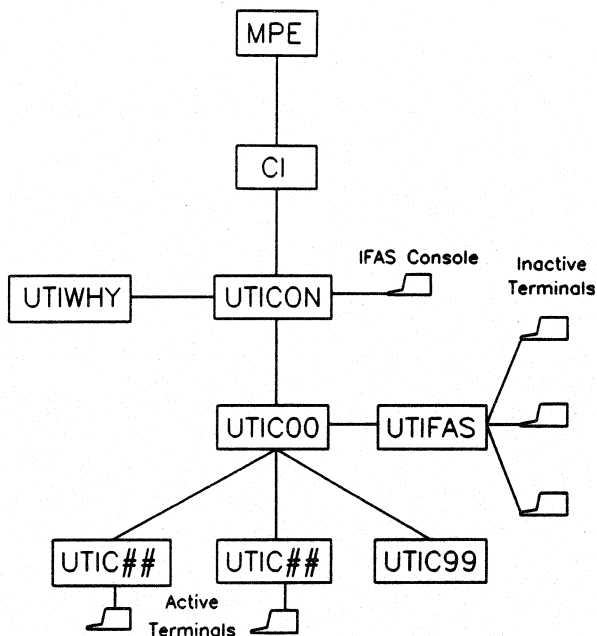 MPE
CI
IFAS Console
Inactive
Terminals
UTIWHY
UTICON
UTIC00
UTIFAS
UTIC##
UTIC##
UTIC99
Active
Terminals